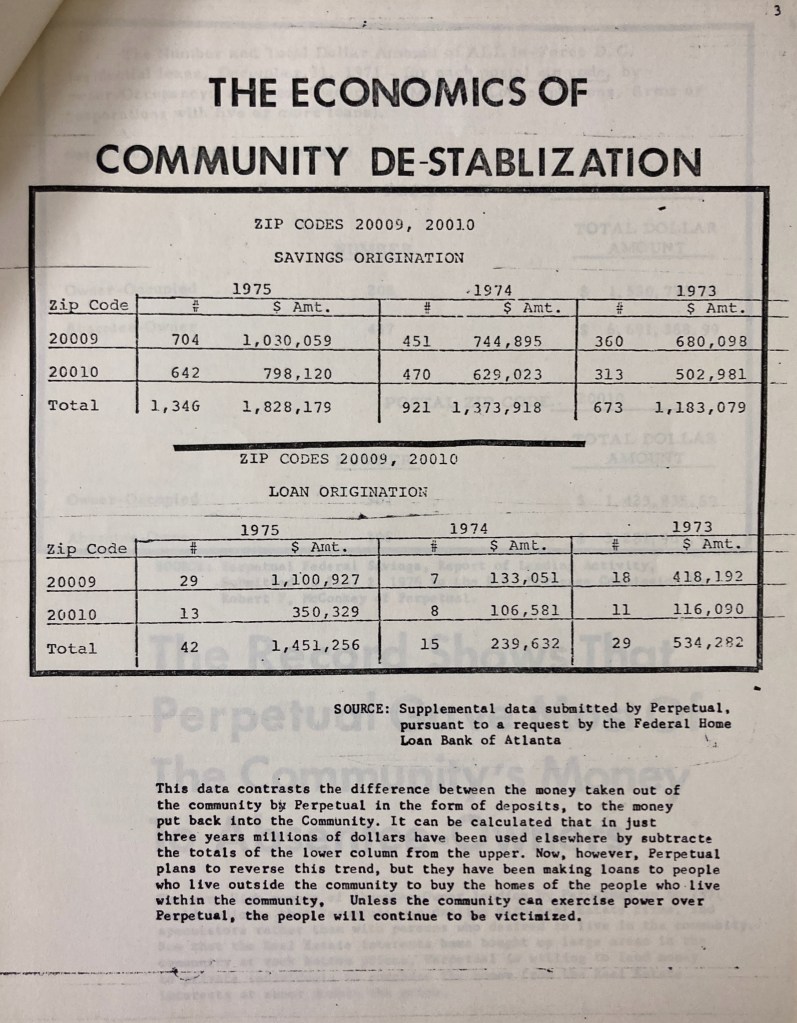 3
THE ECONOMICS OF
COMMUNITY DE-STABLIZATION
ZIP CODES 20009, 20010
SAVINGS ORIGINATION
1975 1974 1973
Zip Code # $ Amt. # $ Amt. # $ Amt.
20009 704 1,030,059 451 744,895 360 680,098
20010 642 798,120 470 629,023 313 502,981
Total 1,346 1,828,179 921 1,373,918 673 1,183,079
ZIP CODES 20009, 20010
LOAN ORIGINATION
1975 1974 1973
Zip Code # $ Amt. # $ Amt. # $ Amt.
20009 29 1,100,927 7 133,051 18 418,192
20010 13 350,329 8 106,581 11 116,090
Total 42 1,451,256 15 239,632 29 534,282
SOURCE: Supplemental data submitted by Perpetual,
pursuant to a request by the Federal Home
Loan Bank of Atlanta
This data contrasts the difference between the money taken out of
the community by Perpetual in the form of deposits, to the money
put back into the Community. It can be calculated that in just
three years millions of dollars have been used elsewhere by subtracte
the totals of the lower column from the upper. Now, however, Perpetual
plans to reverse this trend, but they have been making loans to people
who live outside the community to buy the homes of the people who live
within the community, Unless the community can exercise power over
Perpetual, the people will continue to be victimized.